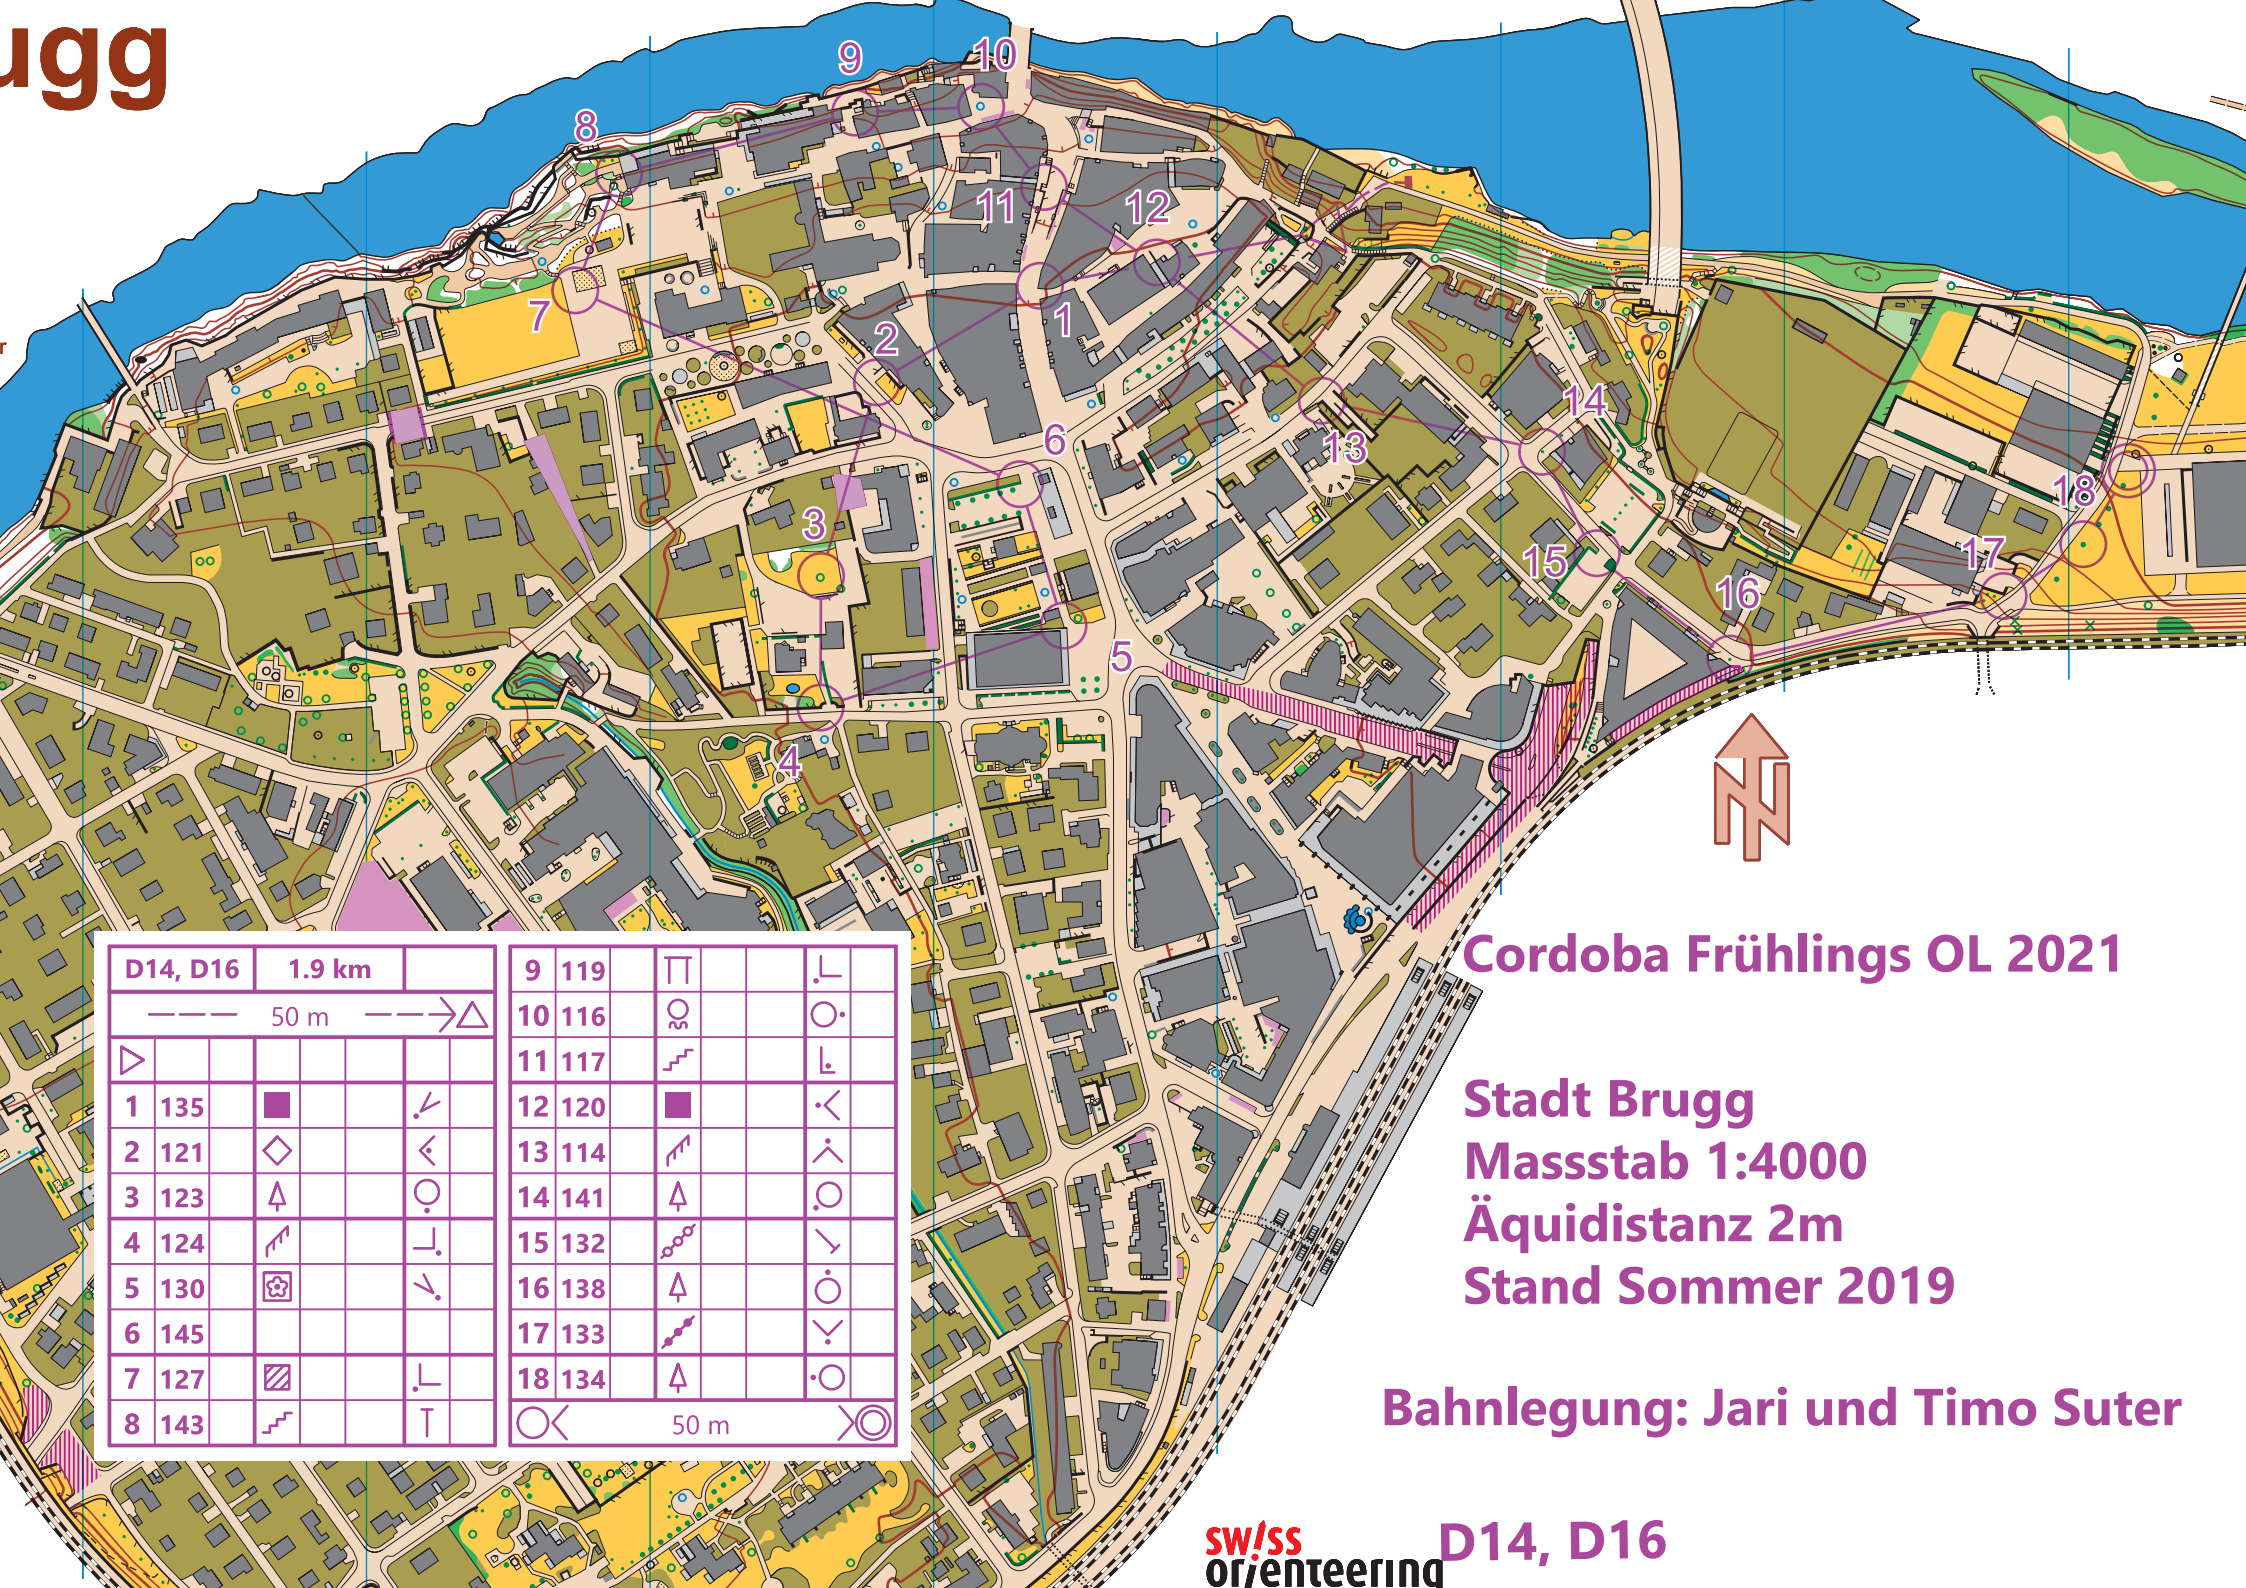 ugg
9
10
8
11
12
7
2
1
14
6
13
18
3
15
17
16
5
4
N
D14, D16 1.9 km
50 m
1 135
2 121
3 123
4 124
5 130
6 145
7 127
8 143
9 119
10 116
11 117
12 120
13 114
14 141
15 132
16 138
17 133
18 134
50 m
Cordoba Frühlings OL 2021
Stadt Brugg
Massstab 1:4000
Äquidistanz 2m
Stand Sommer 2019
Bahnlegung: Jari und Timo Suter
D14, D16
swiss
orienteering